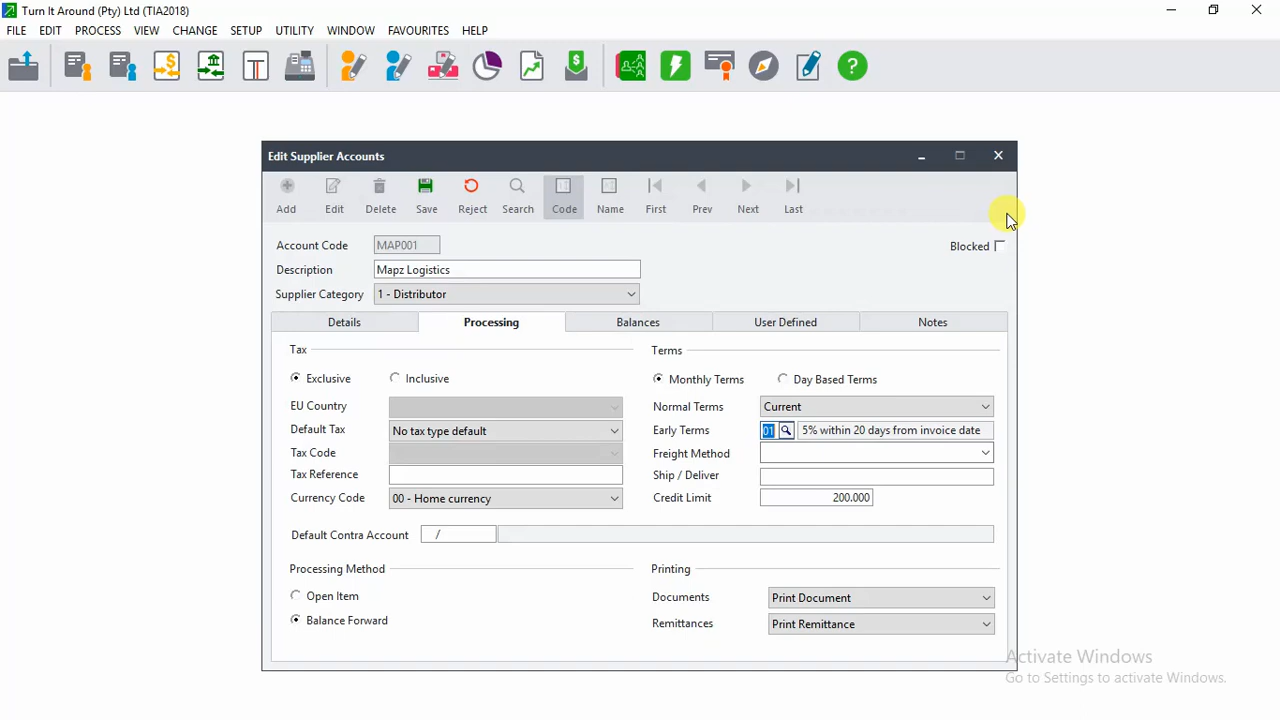 Turn It Around (Pty) Ltd (TIA2018)
FILE EDIT PROCESS VIEW CHANGE SETUP UTILITY WINDOW FAVOURITES HELP
Edit Supplier Accounts
Add Edit Delete Save Reject Search Code Name First Prev Next Last
Account Code MAP001 Blocked
Description Mapz Logistics
Supplier Category 1 - Distributor
Details Processing Balances User Defined Notes
Tax Terms
Exclusive Inclusive Monthly Terms Day Based Terms
EU Country Normal Terms Current
Default Tax No tax type default Early Terms 01 5% within 20 days from invoice date
Tax Code Freight Method
Tax Reference Ship / Deliver
Currency Code 00 - Home currency Credit Limit 200.000
Default Contra Account /
Processing Method Printing
Open Item Documents Print Document
Balance Forward Remittances Print Remittance
Activate Windows
Go to Settings to activate Windows.